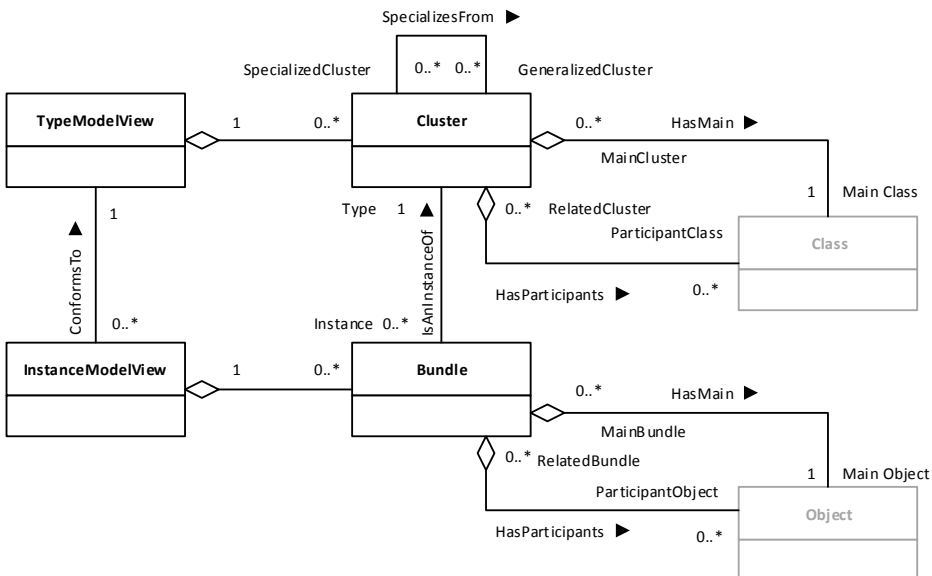 SpecializesFrom ▶
SpecializedCluster
0..* 0..*
GeneralizedCluster
TypeModelView
1
0..*
Cluster
0..*
HasMain ▶
MainCluster
1
Main Class
Type 1
0..*
RelatedCluster
ParticipantClass
Class
HasParticipants ▶
0..*
1
ConformsTo ▶
0..*
IsAnInstanceOf ▶
Instance 0..*
InstanceModelView
1
0..*
Bundle
0..*
HasMain ▶
MainBundle
1
Main Object
0..*
RelatedBundle
ParticipantObject
Object
HasParticipants ▶
0..*